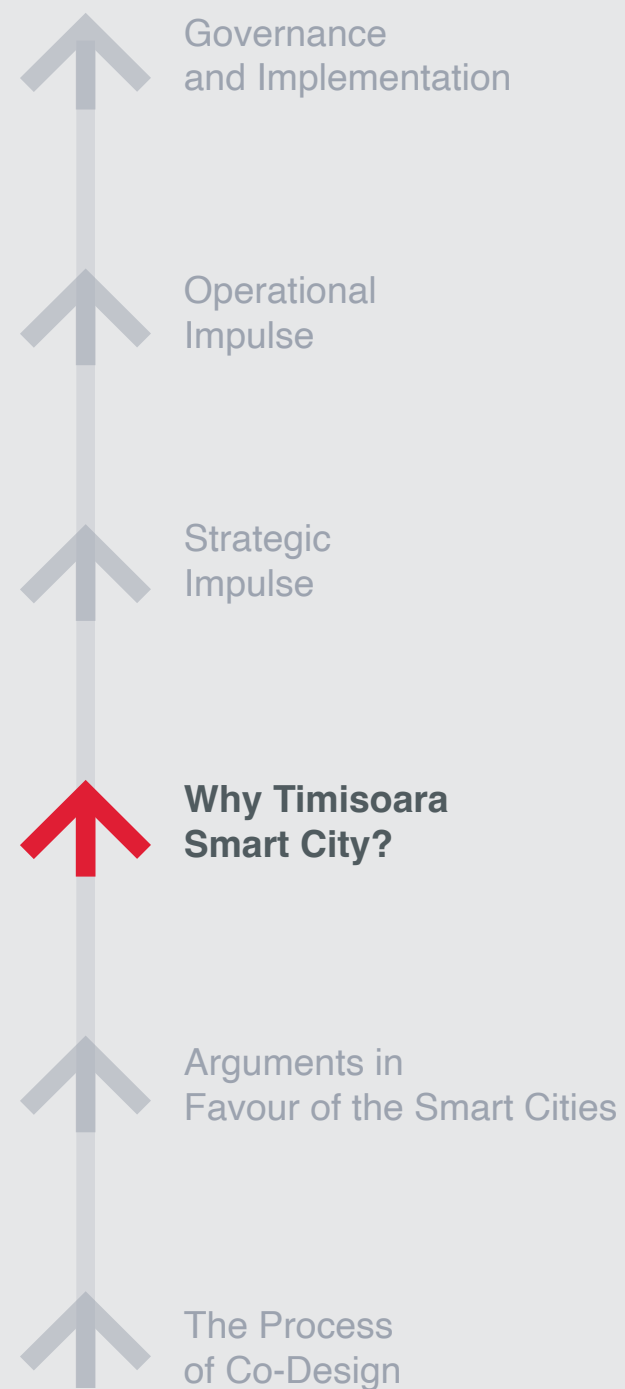 Governance
and Implementation
Operational
Impulse
Strategic
Impulse
Why Timisoara
Smart City?
Arguments in
Favour of the Smart Cities
The Process
of Co-Design